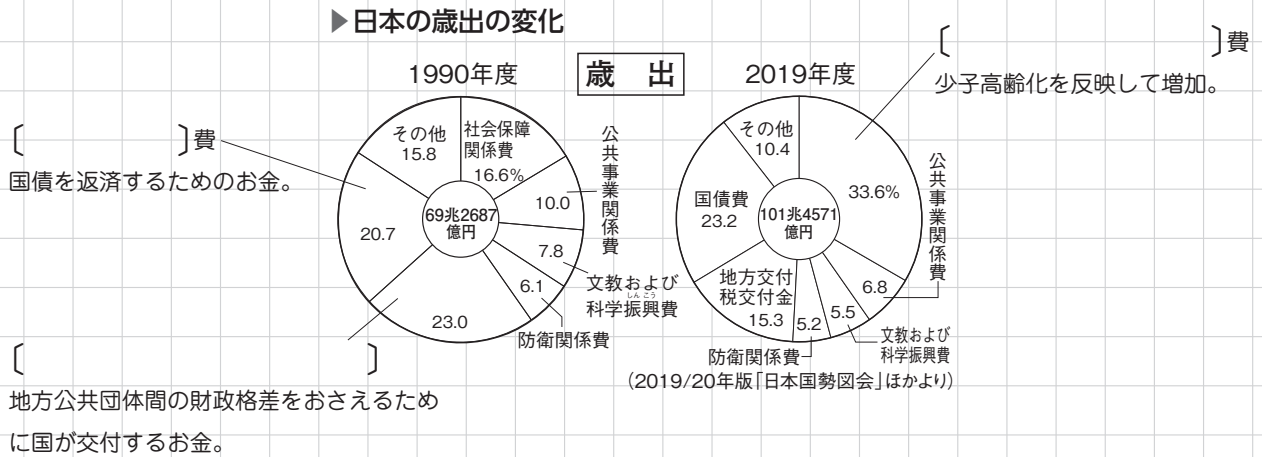 ▶日本の歳出の変化
歳 出
1990年度
2019年度
〔 〕費
少子高齢化を反映して増加。
〔 〕費
国債を返済するためのお金。
その他
15.8
社会保障
関係費
16.6%
公共事業関係費
10.0
7.8
文教および
科学振興費
しんこう
6.1
防衛関係費
23.0
20.7
69兆2687
億円
〔 〕
地方公共団体間の財政格差をおさえるため
に国が交付するお金。
その他
10.4
33.6%
公共事業関係費
6.8
5.5
文教および
科学振興費
5.2
防衛関係費
地方交付
税交付金
15.3
国債費
23.2
101兆4571
億円
(2019/20年版「日本国勢図会」ほかより)